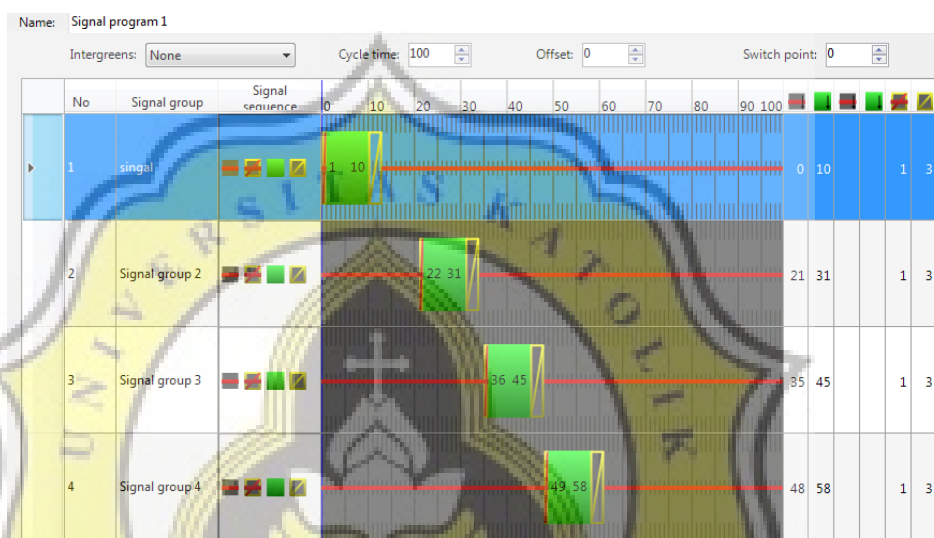 Name: Signal program 1
Intergreens: None Cycle time: 100 Offset: 0 Switch point: 0
No Signal group Signal sequence 0 10 20 30 40 50 60 70 80 90 100
1 singal 1 10 0 10 1 3
2 Signal group 2 22 31 21 31 1 3
3 Signal group 3 36 45 35 45 1 3
4 Signal group 4 49 58 48 58 1 3
UNIVERSITAS KATOLIK